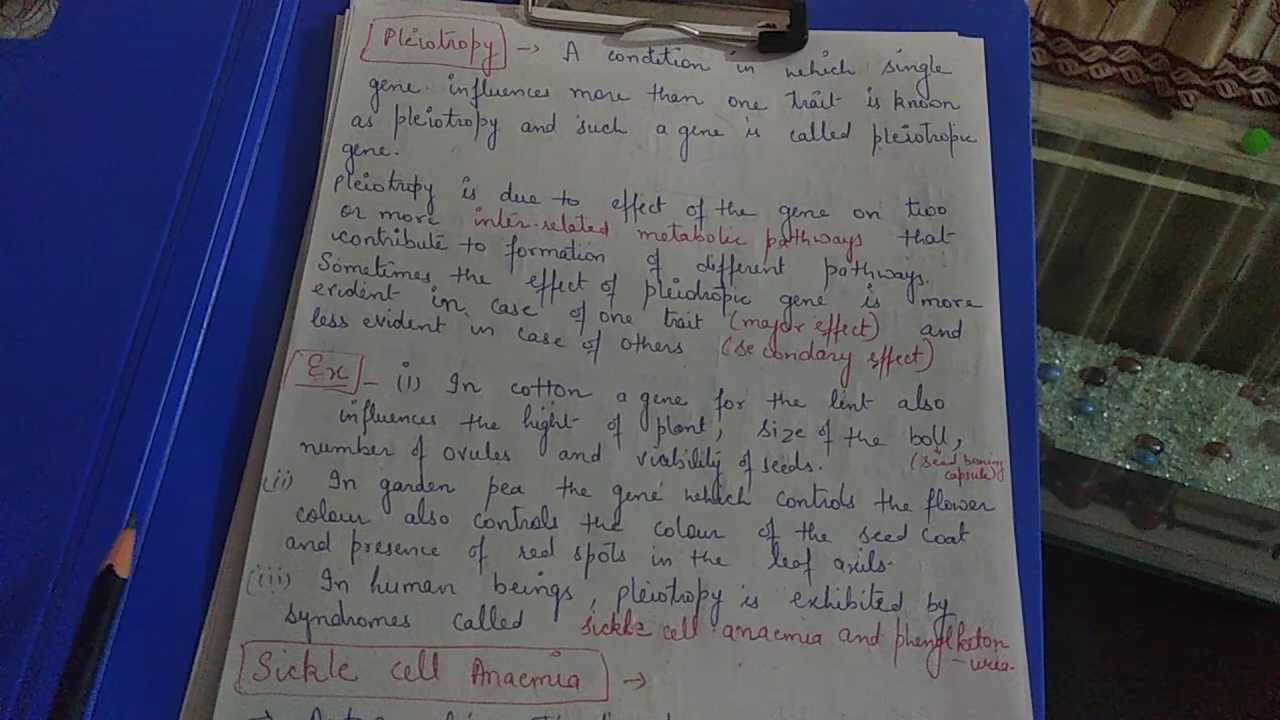 Pleiotropy → A condition in which single
gene influences more than one trait is known
as pleiotropy and such a gene is called pleiotropic
gene.
Pleiotropy is due to effect of the gene on two
or more inter-related metabolic pathways that
contribute to formation of different pathways.
Sometimes the effect of pleiotropic gene is more
evident in case of one trait (major effect) and
less evident in case of others (secondary effect)
Ex - (i) In cotton a gene for the lint also
influences the hight of plant, size of the boll,
number of ovules and viability of seeds. (seed bearing
capsule)
(ii) In garden pea the gene which controls the flower
colour also controls the colour of the seed coat
and presence of red spots in the leaf axils.
(iii) In human beings, pleiotropy is exhibited by
syndromes called sickle cell anaemia and phenylketon
-uria.
Sickle cell Anaemia →